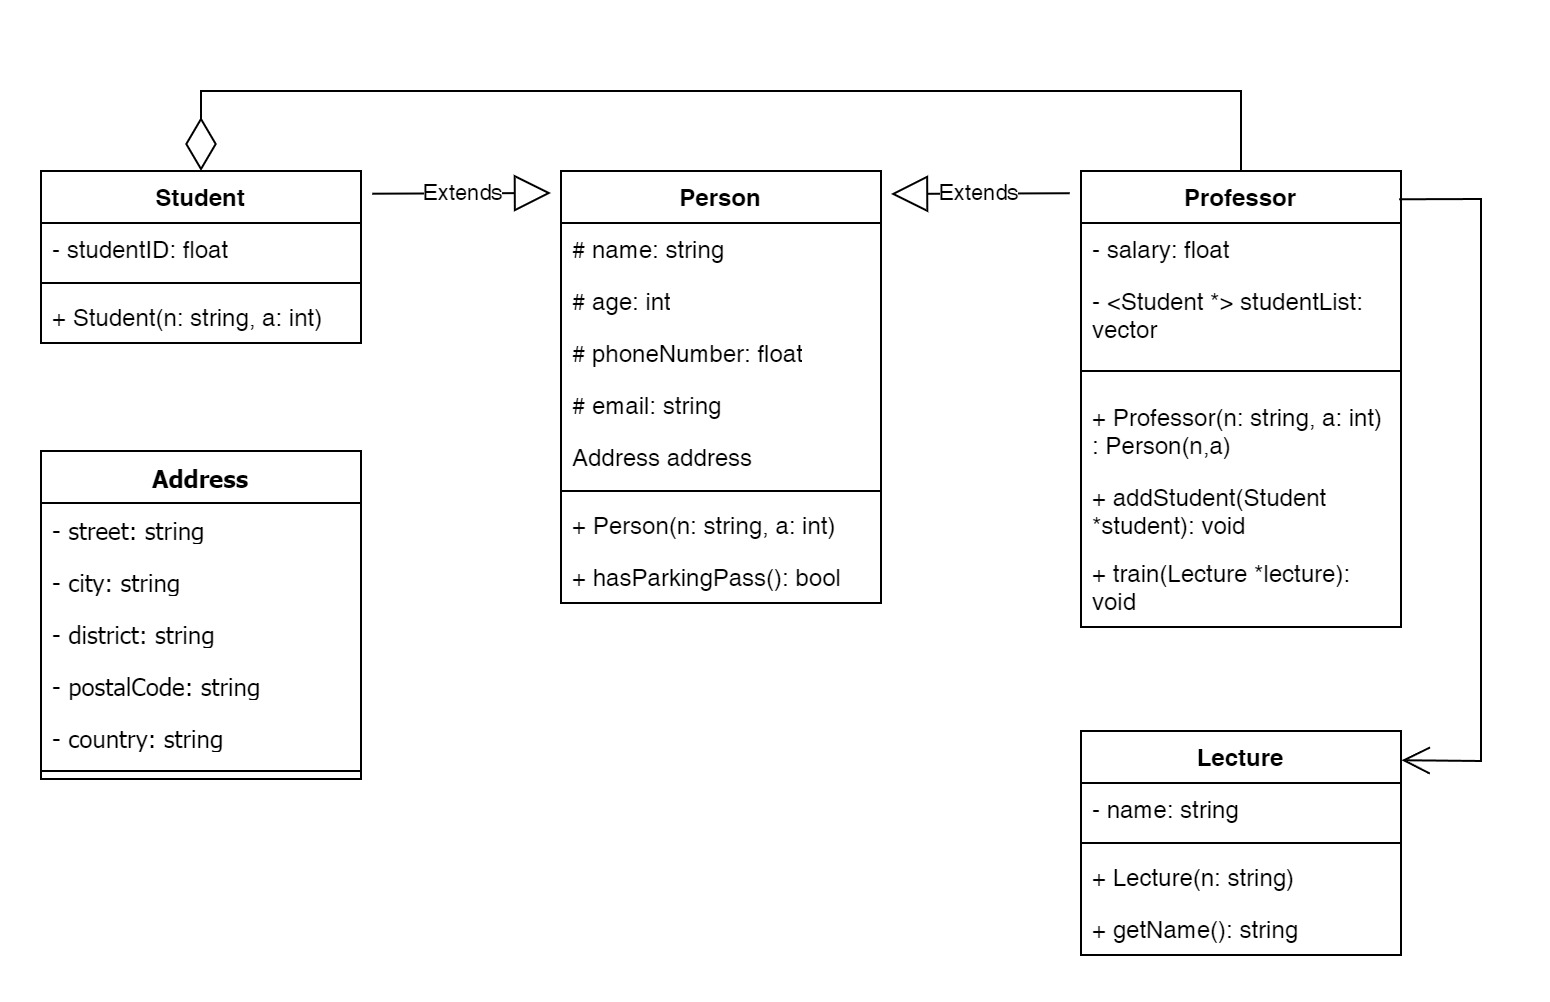 Student
- studentID: float
+ Student(n: string, a: int)
Extends
Person
# name: string
# age: int
# phoneNumber: float
# email: string
Address address
+ Person(n: string, a: int)
+ hasParkingPass(): bool
Extends
Professor
- salary: float
- <Student *> studentList:
vector
+ Professor(n: string, a: int)
: Person(n,a)
+ addStudent(Student
*student): void
+ train(Lecture *lecture):
void
Address
- street: string
- city: string
- district: string
- postalCode: string
- country: string
Lecture
- name: string
+ Lecture(n: string)
+ getName(): string